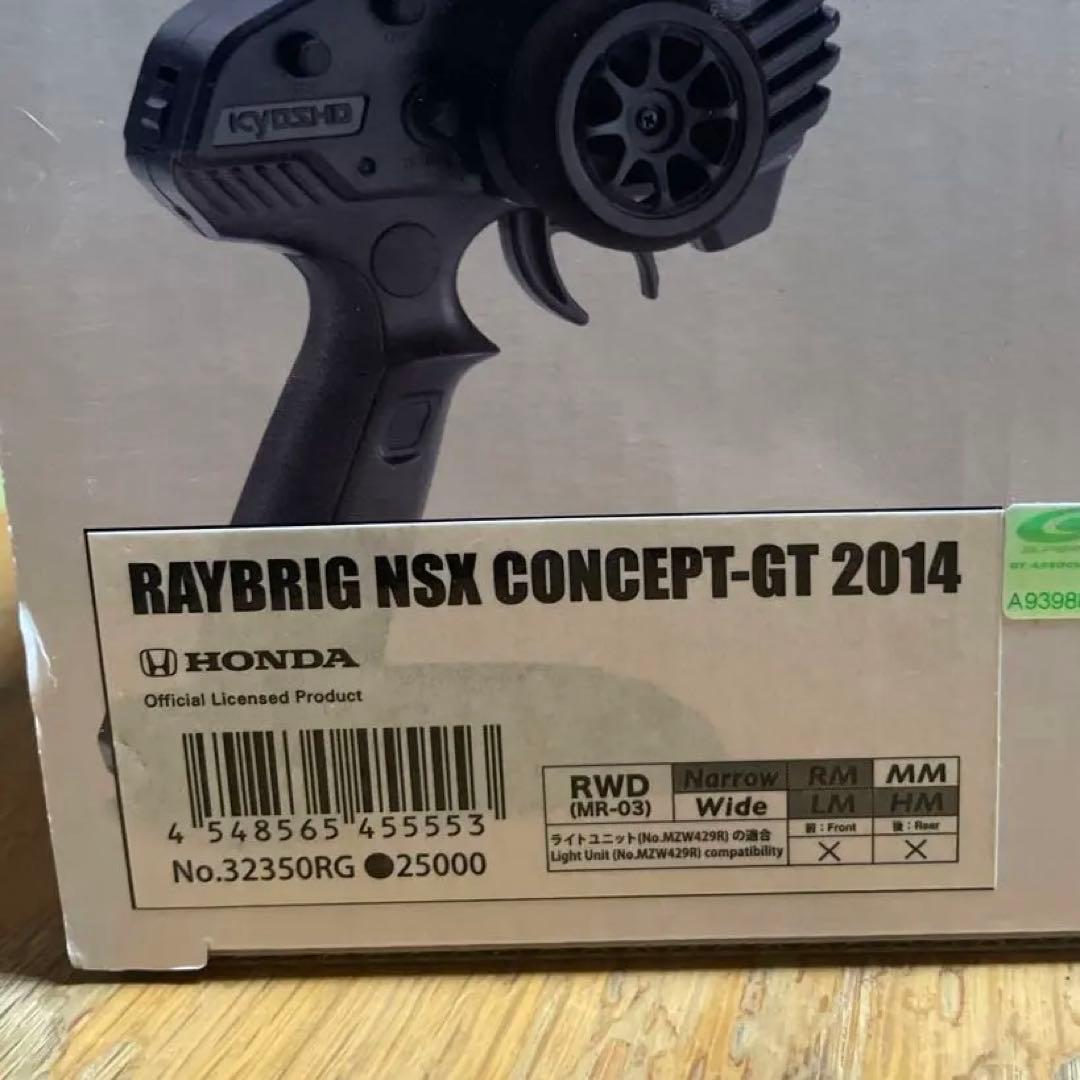 KYOSHO
RAYBRIG NSX CONCEPT-GT 2014
HONDA
Official Licensed Product
4 548565 455553
No.32350RG ●25000
RWD
(MR-03)
Narrow
Wide
RM
MM
LM
HM
ライトユニット(No.MZW429R) の適合
Light Unit (No.MZW429R) compatibility
前：Front
後：Rear
×
×
A9398